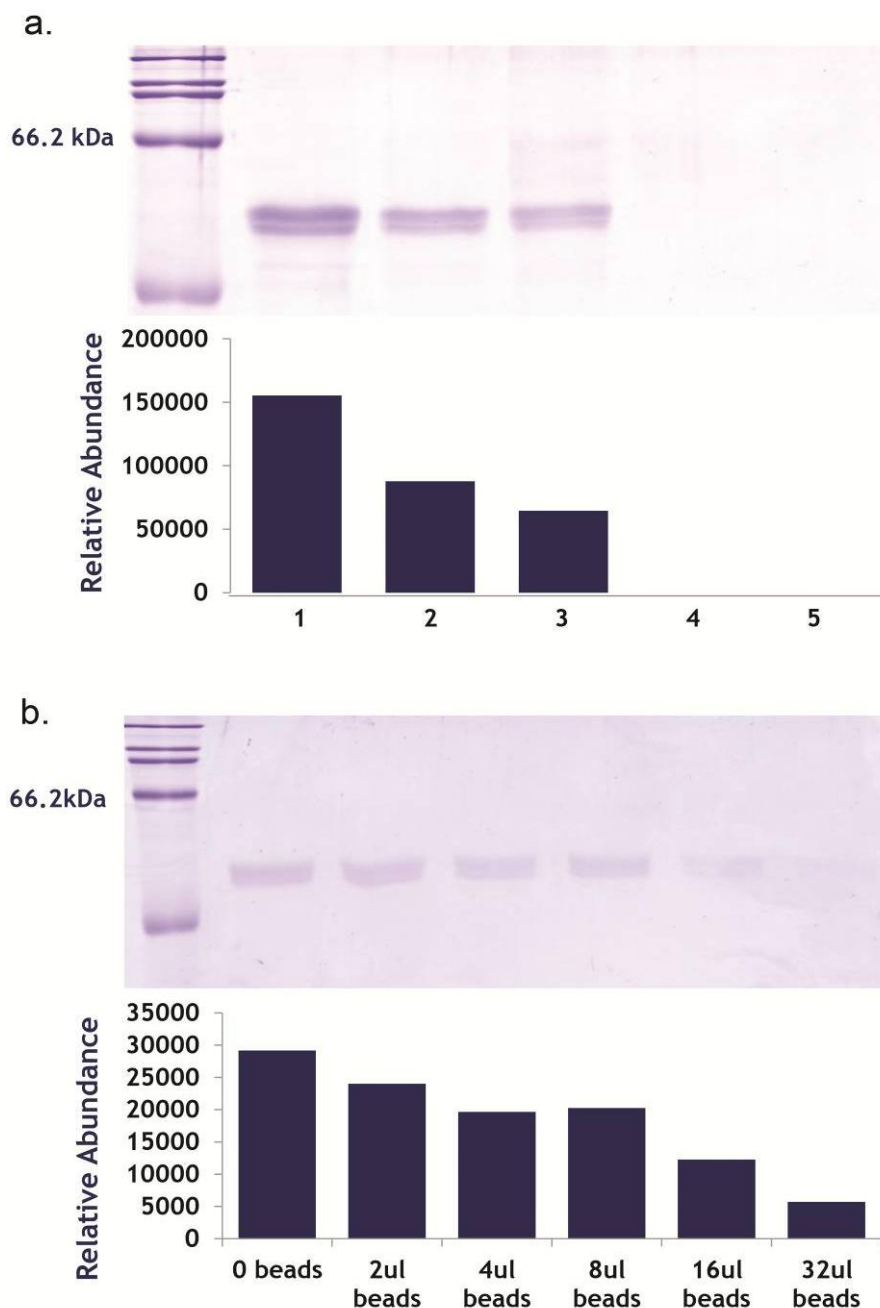 a.
66.2 kDa
Relative Abundance
200000
150000
100000
50000
0
1 2 3 4 5
b.
66.2kDa
Relative Abundance
35000
30000
25000
20000
15000
10000
5000
0
0 beads 2ul 4ul 8ul 16ul 32ul
beads beads beads beads beads